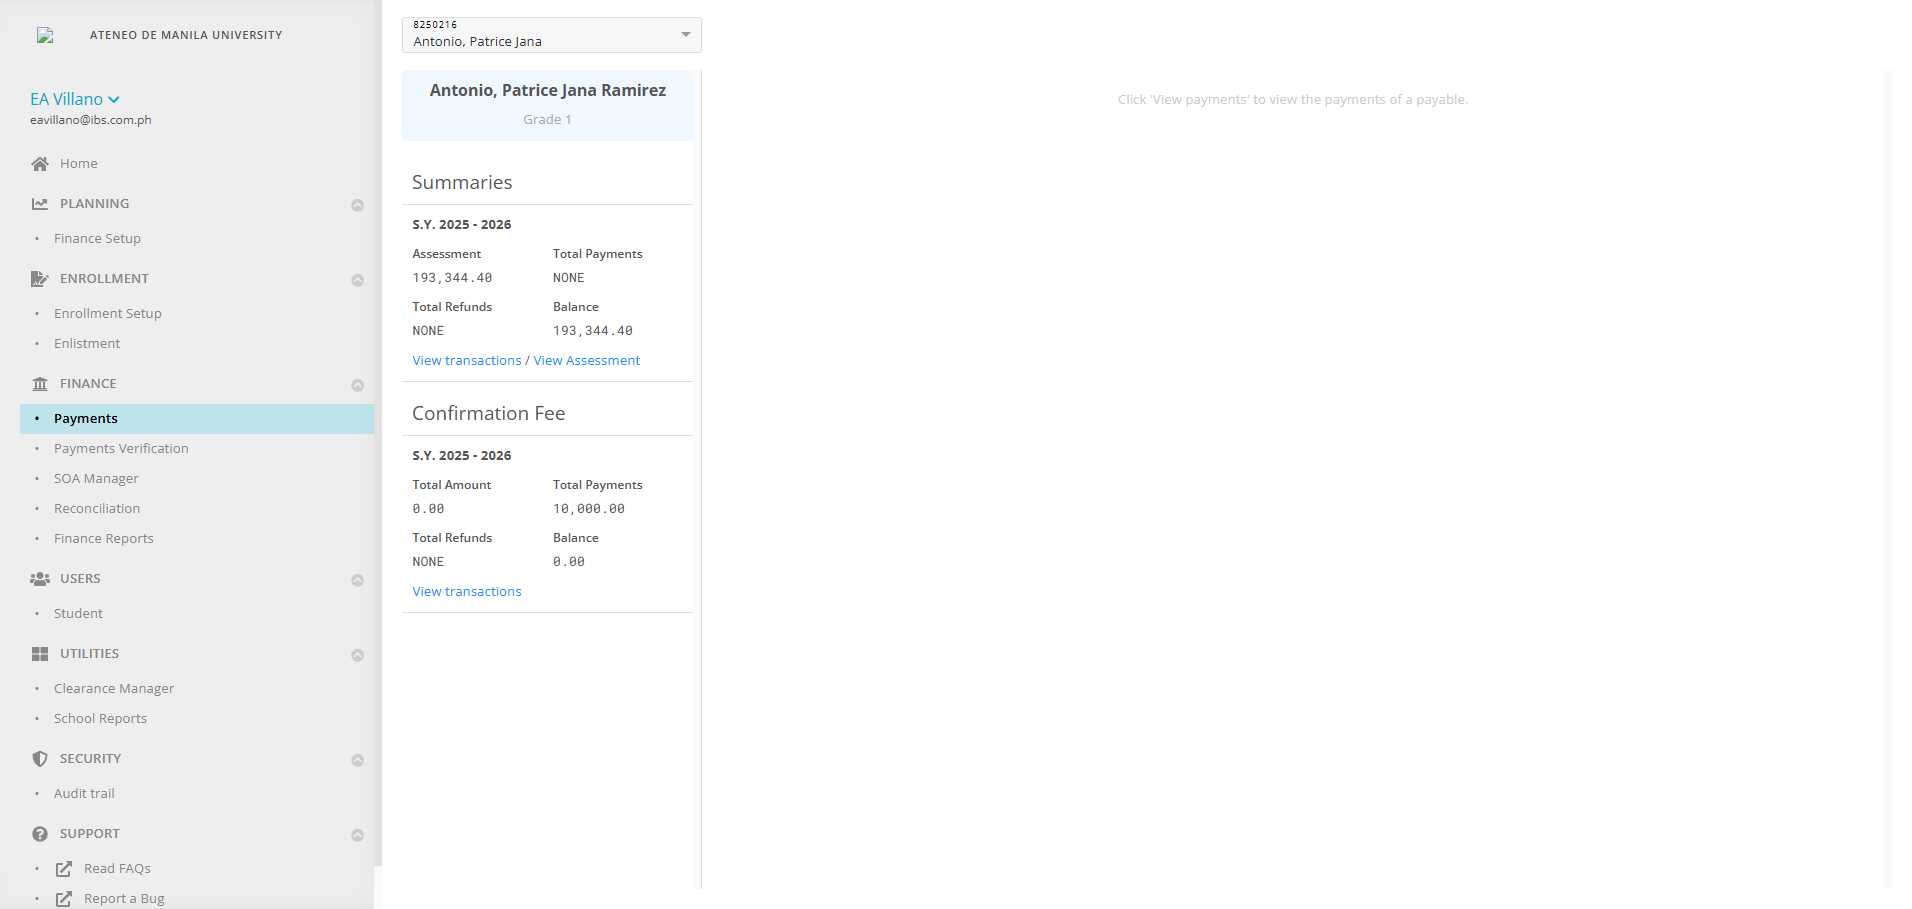 ATENEO DE MANILA UNIVERSITY
EA Villano
eavillano@ibs.com.ph
Home
PLANNING
Finance Setup
ENROLLMENT
Enrollment Setup
Enlistment
FINANCE
Payments
Payments Verification
SOA Manager
Reconciliation
Finance Reports
USERS
Student
UTILITIES
Clearance Manager
School Reports
SECURITY
Audit trail
SUPPORT
Read FAQs
Report a Bug
8250216
Antonio, Patrice Jana
Antonio, Patrice Jana Ramirez
Grade 1
Summaries
S.Y. 2025 - 2026
Assessment Total Payments
193,344.40 NONE
Total Refunds Balance
NONE 193,344.40
View transactions / View Assessment
Confirmation Fee
S.Y. 2025 - 2026
Total Amount Total Payments
0.00 10,000.00
Total Refunds Balance
NONE 0.00
View transactions
Click 'View payments' to view the payments of a payable.